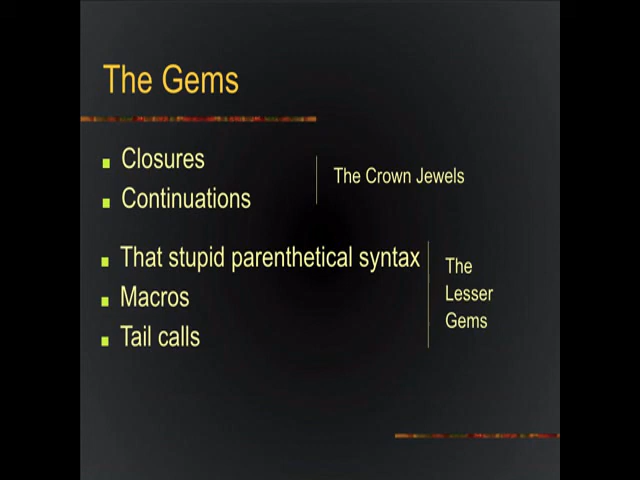 The Gems
Closures
Continuations
The Crown Jewels
That stupid parenthetical syntax
Macros
Tail calls
The
Lesser
Gems